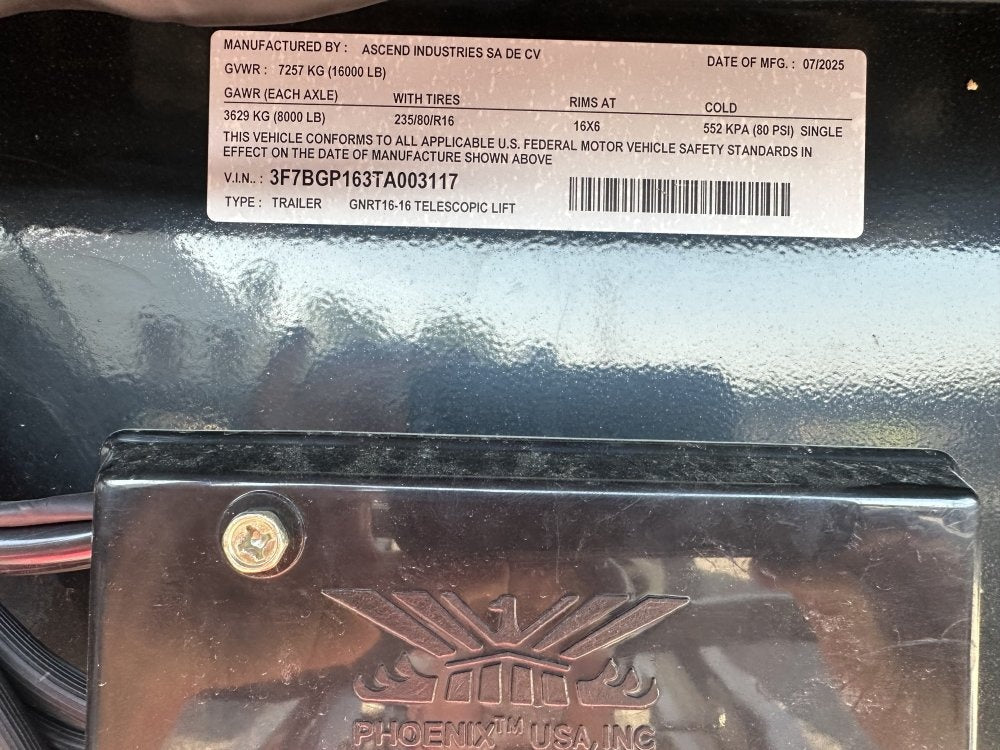 MANUFACTURED BY : ASCEND INDUSTRIES SA DE CV DATE OF MFG. : 07/2025
GVWR : 7257 KG (16000 LB)
GAWR (EACH AXLE) WITH TIRES RIMS AT COLD
3629 KG (8000 LB) 235/80/R16 16X6 552 KPA (80 PSI) SINGLE
THIS VEHICLE CONFORMS TO ALL APPLICABLE U.S. FEDERAL MOTOR VEHICLE SAFETY STANDARDS IN
EFFECT ON THE DATE OF MANUFACTURE SHOWN ABOVE
V.I.N.. : 3F7BGP163TA003117
TYPE : TRAILER GNRT16-16 TELESCOPIC LIFT
PHOENIX™ USA, INC